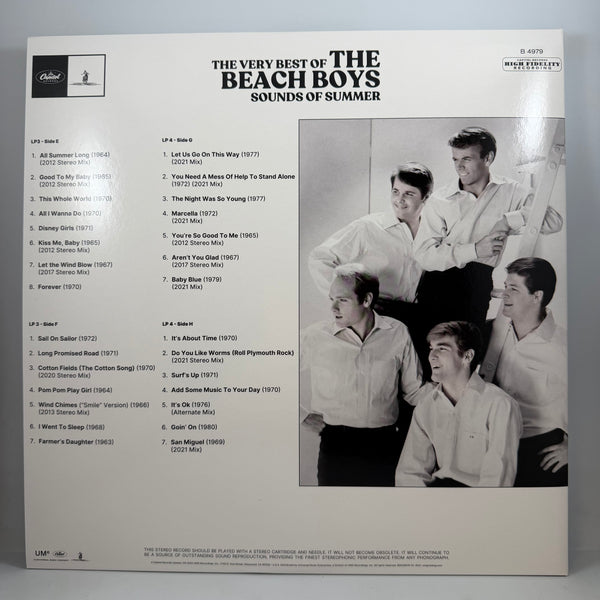 Capitol
RECORDS
THE VERY BEST OF THE
BEACH BOYS
SOUNDS OF SUMMER
B 4979
CAPITOL RECORDS
HIGH FIDELITY
RECORDING
LP3 - Side E
1. All Summer Long (1964)
(2012 Stereo Mix)
2. Good To My Baby (1965)
(2012 Stereo Mix)
3. This Whole World (1970)
4. All I Wanna Do (1970)
5. Disney Girls (1971)
6. Kiss Me, Baby (1965)
(2012 Stereo Mix)
7. Let the Wind Blow (1967)
(2017 Stereo Mix)
8. Forever (1970)
LP 3 - Side F
1. Sail On Sailor (1972)
2. Long Promised Road (1971)
3. Cotton Fields (The Cotton Song) (1970)
(2020 Stereo Mix)
4. Pom Pom Play Girl (1964)
5. Wind Chimes ("Smile" Version) (1966)
(2013 Stereo Mix)
6. I Went To Sleep (1968)
7. Farmer's Daughter (1963)
LP 4 - Side G
1. Let Us Go On This Way (1977)
(2021 Mix)
2. You Need A Mess Of Help To Stand Alone
(1972) (2021 Mix)
3. The Night Was So Young (1977)
4. Marcella (1972)
(2021 Mix)
5. You're So Good To Me (1965)
(2012 Stereo Mix)
6. Aren't You Glad (1967)
(2017 Stereo Mix)
7. Baby Blue (1979)
(2021 Mix)
LP 4 - Side H
1. It's About Time (1970)
2. Do You Like Worms (Roll Plymouth Rock)
(2021 Stereo Mix)
3. Surf's Up (1971)
4. Add Some Music To Your Day (1970)
5. It's Ok (1976)
(Alternate Mix)
6. Goin' On (1980)
7. San Miguel (1969)
(2021 Mix)
UMe
Capitol
THIS STEREO RECORD SHOULD BE PLAYED WITH A STEREO CARTRIDGE AND NEEDLE. IT WILL NOT BECOME OBSOLETE. IT WILL CONTINUE TO
BE A SOURCE OF OUTSTANDING SOUND REPRODUCTION, PROVIDING THE FINEST STEREOPHONIC PERFORMANCE FROM ANY PHONOGRAPH.